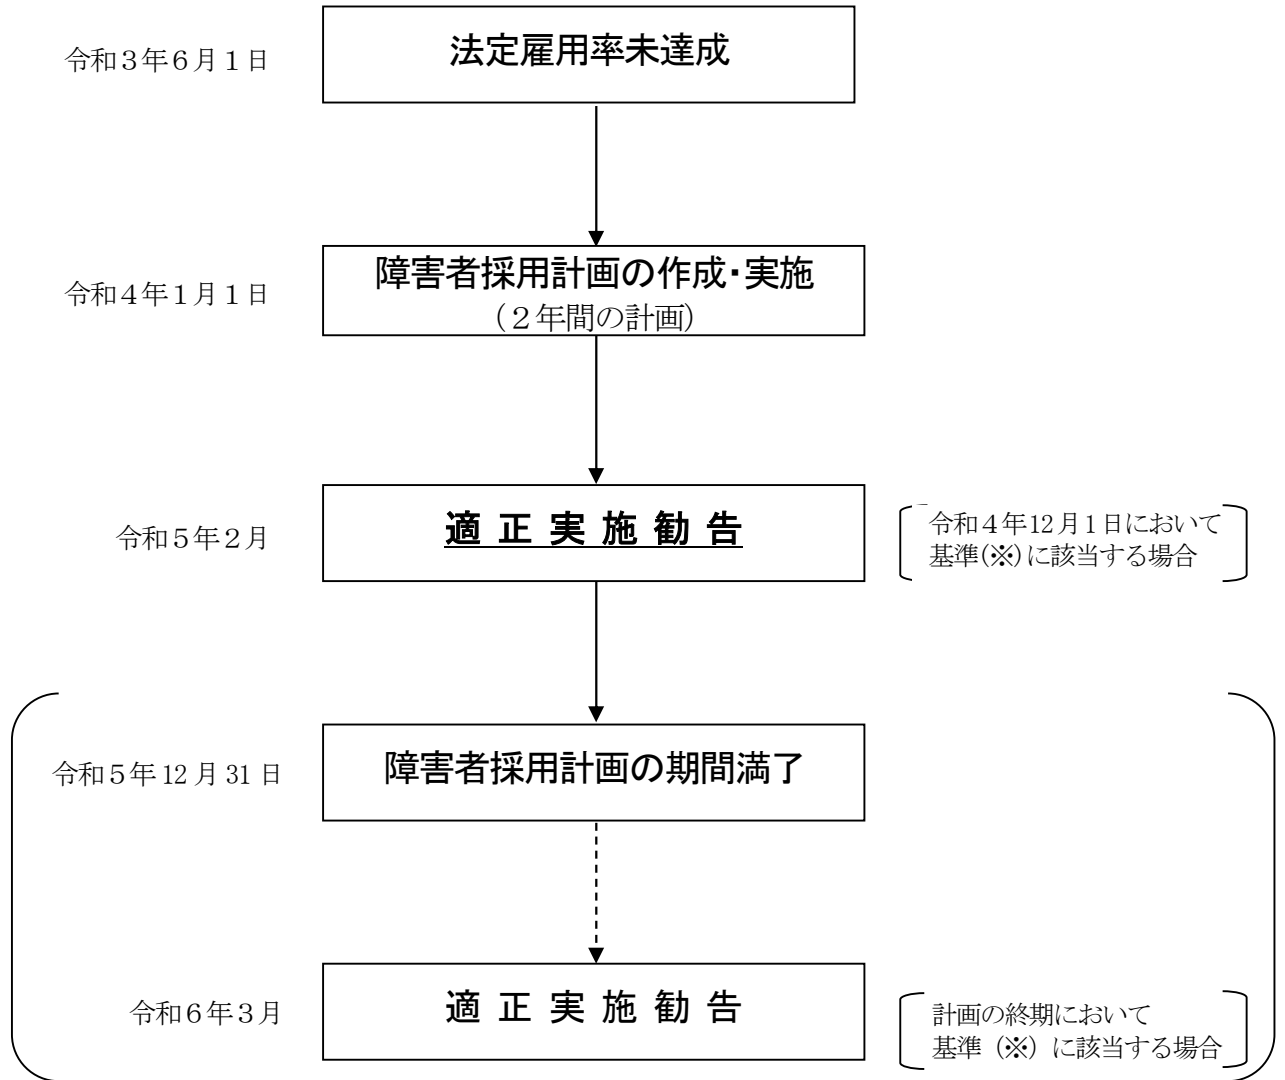 令和３年６月１日
法定雇用率未達成
令和４年１月１日
障害者採用計画の作成・実施
（２年間の計画）
令和５年２月
適正実施勧告
令和４年12月１日において
基準(※)に該当する場合
令和５年12月31日
障害者採用計画の期間満了
令和６年３月
適正実施勧告
計画の終期において
基準（※）に該当する場合